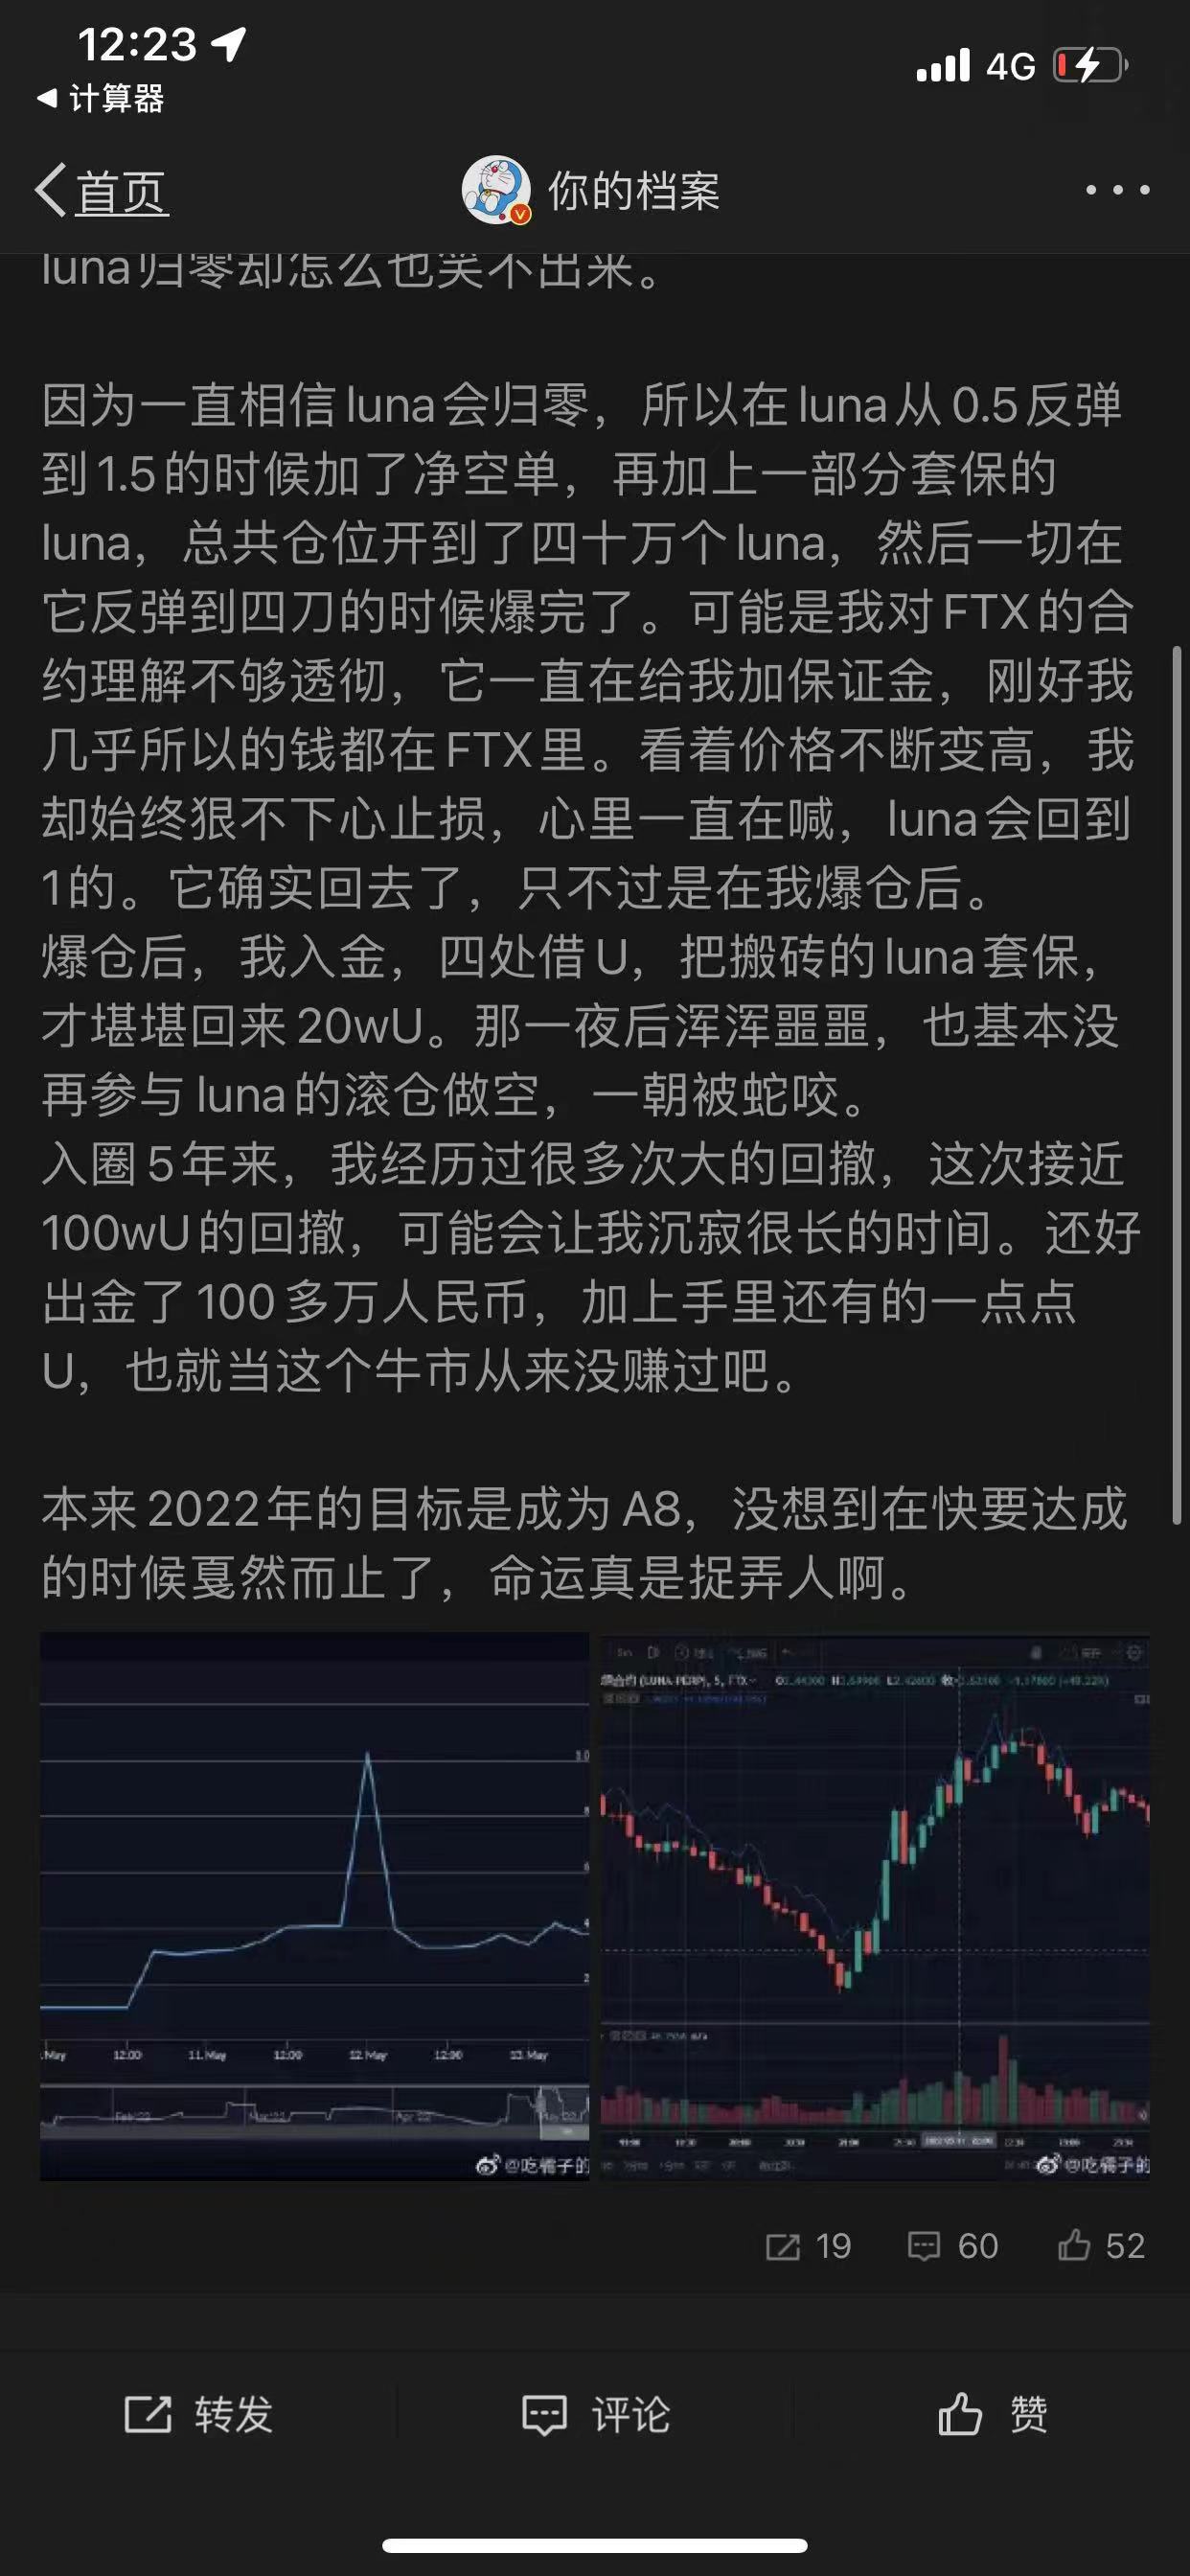 12:23
4G
计算器
首页
你的档案
luna归零却怎么也笑不出来。
因为一直相信luna会归零，所以在luna从0.5反弹
到1.5的时候加了净空单，再加上一部分套保的
luna，总共仓位开到了四十万个luna，然后一切在
它反弹到四刀的时候爆完了。可能是我对FTX的合
约理解不够透彻，它一直在给我加保证金，刚好我
几乎所以的钱都在FTX里。看着价格不断变高，我
却始终狠不下心止损，心里一直在喊，luna会回到
1的。它确实回去了，只不过是在我爆仓后。
爆仓后，我入金，四处借U，把搬砖的luna套保，
才堪堪回来20wU。那一夜后浑浑噩噩，也基本没
再参与luna的滚仓做空，一朝被蛇咬。
入圈5年来，我经历过很多次大的回撤，这次接近
100wU的回撤，可能会让我沉寂很长的时间。还好
出金了100多万人民币，加上手里还有的一点点
U，也就当这个牛市从来没赚过吧。
本来2022年的目标是成为A8，没想到在快要达成
的时候戛然而止了，命运真是捉弄人啊。
4
2
May
12:00
11. May
12:00
12. May
12:00
13. May
@吃橘子的
(LUNA-PERP), 5, FTX
@吃橘子的
19
60
52
转发
评论
赞